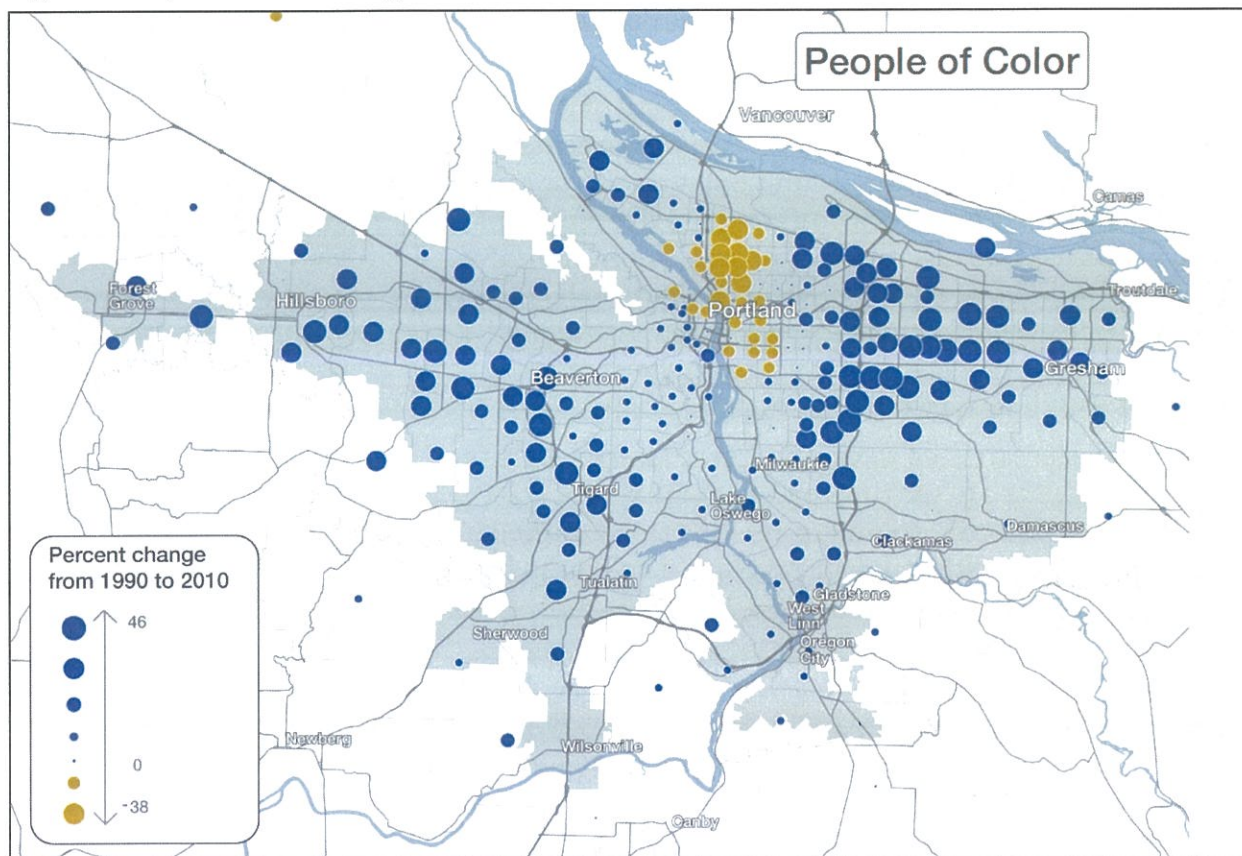 People of Color
Vancouver
Camas
Forest
Grove
Hillsboro
Portland
Troutdale
Beaverton
Gresham
Milwaukie
Tigard
Lake
Oswego
Damascus
Clackamas
Percent change
from 1990 to 2010
46
0
-38
Tualatin
Gladstone
West
Linn
Sherwood
Oregon
City
Newberg
Wilsonville
Canby